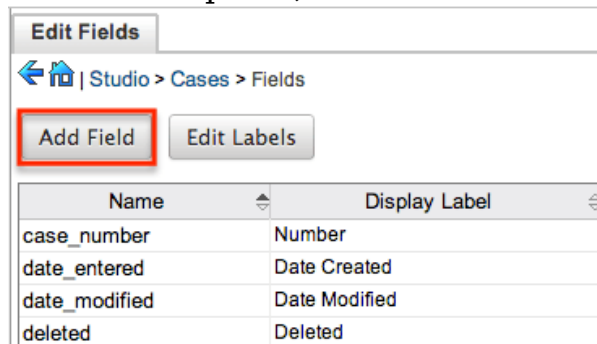 Edit Fields
| Studio > Cases > Fields
Add Field Edit Labels
Name Display Label
case_number Number
date_entered Date Created
date_modified Date Modified
deleted Deleted